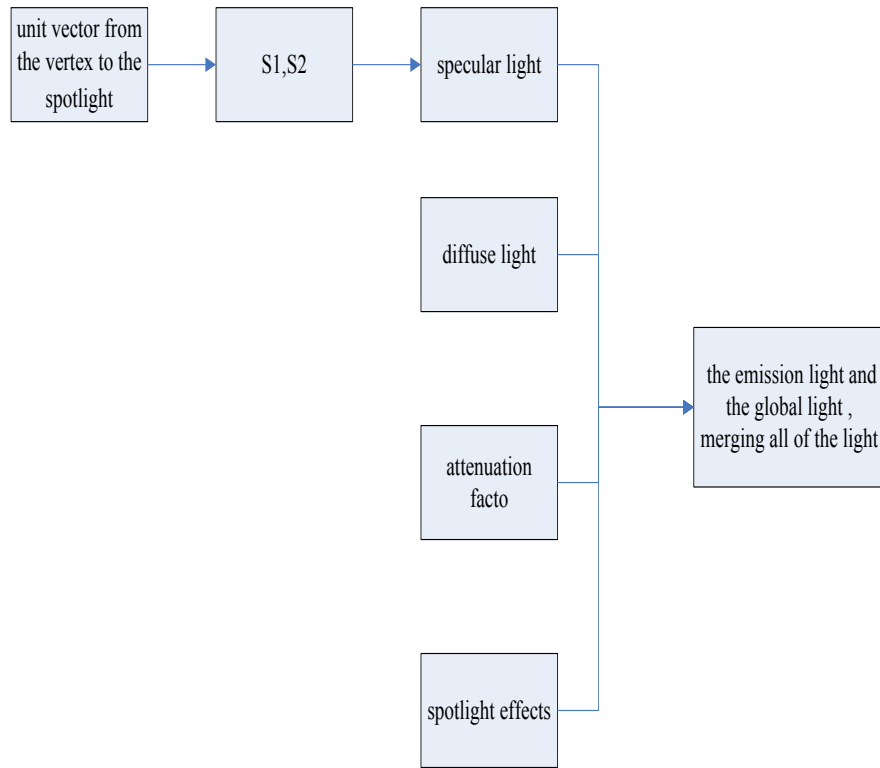 unit vector from
the vertex to the
spotlight
S1,S2
specular light
diffuse light
attenuation
facto
spotlight effects
the emission light and
the global light ,
merging all of the light